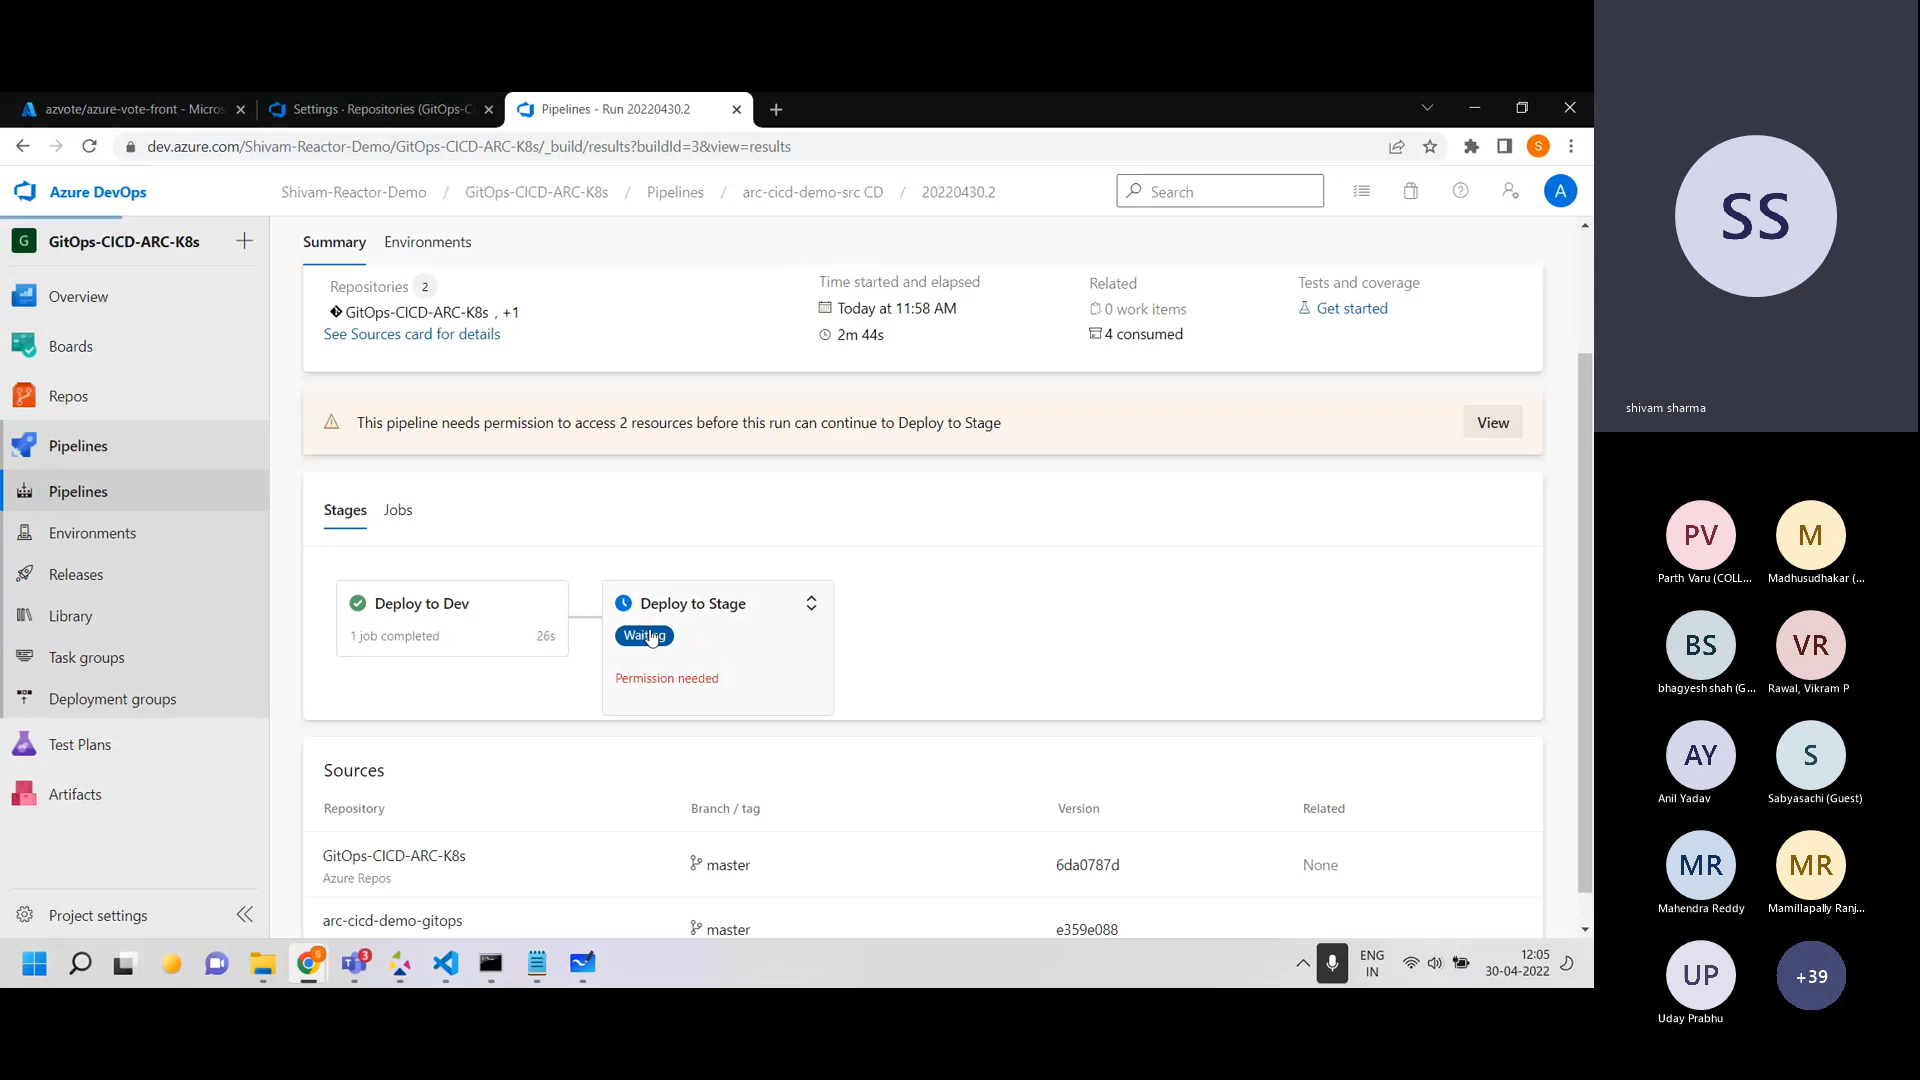 azvote/azure-vote-front - Micros
Settings · Repositories (GitOps-C
Pipelines - Run 20220430.2
dev.azure.com/Shivam-Reactor-Demo/GitOps-CICD-ARC-K8s/_build/results?buildId=3&view=results
S
Azure DevOps
Shivam-Reactor-Demo / GitOps-CICD-ARC-K8s / Pipelines / arc-cicd-demo-src CD / 20220430.2
Search
A
G
GitOps-CICD-ARC-K8s
Overview
Boards
Repos
Pipelines
Pipelines
Environments
Releases
Library
Task groups
Deployment groups
Test Plans
Artifacts
Project settings
Summary
Environments
Repositories 2
GitOps-CICD-ARC-K8s , +1
See Sources card for details
Time started and elapsed
Today at 11:58 AM
2m 44s
Related
0 work items
4 consumed
Tests and coverage
Get started
This pipeline needs permission to access 2 resources before this run can continue to Deploy to Stage
View
Stages
Jobs
Deploy to Dev
1 job completed
26s
Deploy to Stage
Waiting
Permission needed
Sources
Repository
Branch / tag
Version
Related
GitOps-CICD-ARC-K8s
Azure Repos
master
6da0787d
None
arc-cicd-demo-gitops
master
e359e088
S
3
ENG
IN
12:05
30-04-2022
SS
shivam sharma
PV
Parth Varu (COLL...
M
Madhusudhakar (...
BS
bhagyesh shah (G...
VR
Rawal, Vikram P
AY
Anil Yadav
S
Sabyasachi (Guest)
MR
Mahendra Reddy
MR
Mamillapally Ranj...
UP
Uday Prabhu
+39